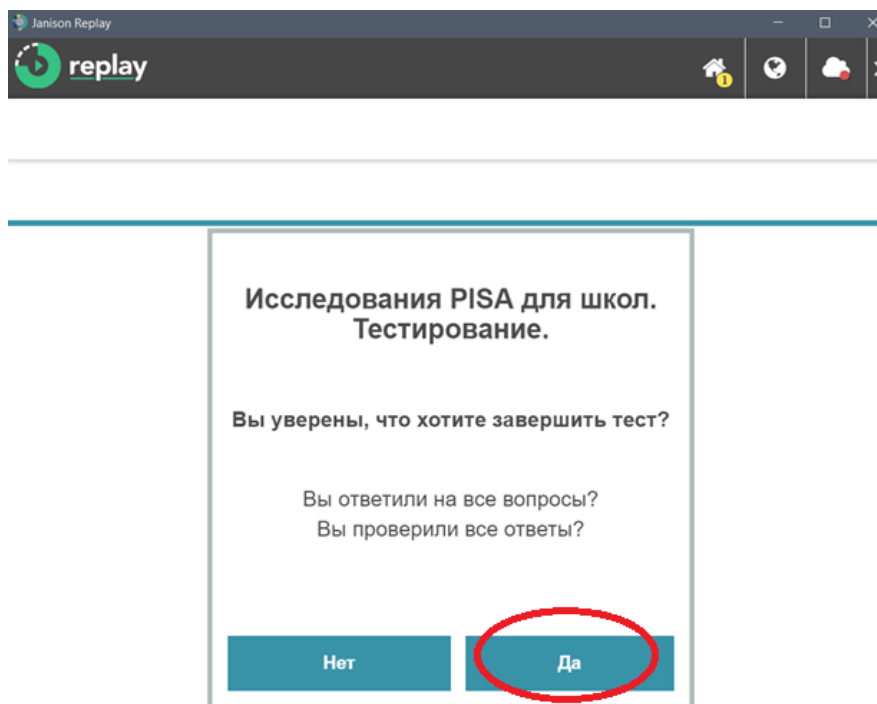 Janison Replay
replay
1
Исследования PISA для школ.
Тестирование.
Вы уверены, что хотите завершить тест?
Вы ответили на все вопросы?
Вы проверили все ответы?
Нет
Да